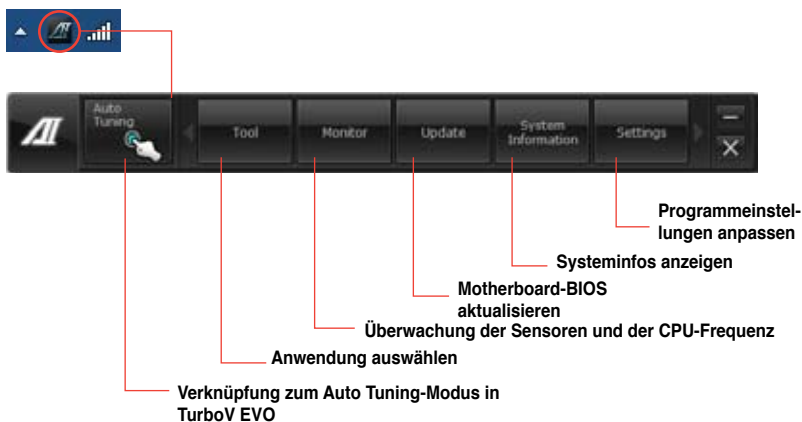 Auto
Tuning
Tool
Monitor
Update
System
Information
Settings
Programmeinstel-
lungen anpassen
Systeminfos anzeigen
Motherboard-BIOS
aktualisieren
Überwachung der Sensoren und der CPU-Frequenz
Anwendung auswählen
Verknüpfung zum Auto Tuning-Modus in
TurboV EVO